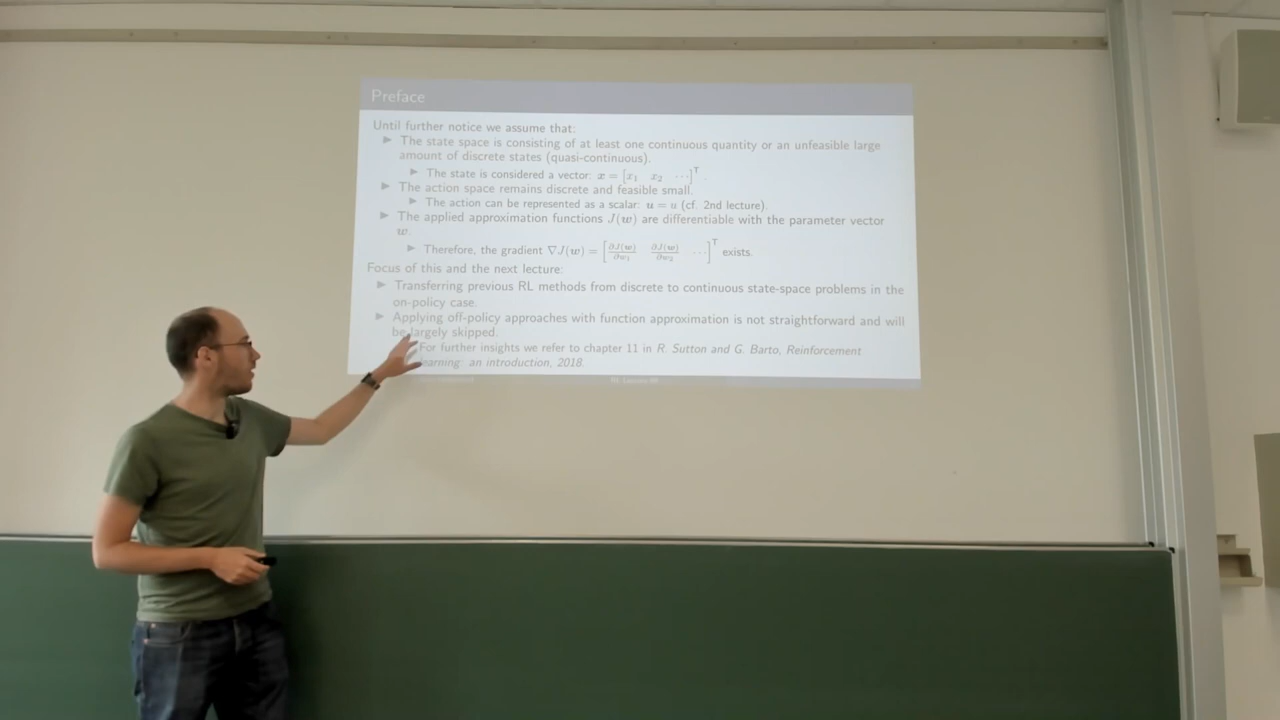 Preface
Until further notice we assume that:
▶ The state space is consisting of at least one continuous quantity or an unfeasible large
amount of discrete states (quasi-continuous).
▶ The state is considered a vector: x = [x₁ x₂ ⋯]ᵀ.
▶ The action space remains discrete and feasible small.
▶ The action can be represented as a scalar: u = u (cf. 2nd lecture).
▶ The applied approximation functions J(w) are differentiable with the parameter vector
w.
▶ Therefore, the gradient ∇J(w) = [∂J(w)/∂w₁ ∂J(w)/∂w₂ ⋯]ᵀ exists.
Focus of this and the next lecture:
▶ Transferring previous RL methods from discrete to continuous state-space problems in the
on-policy case.
▶ Applying off-policy approaches with function approximation is not straightforward and will
be largely skipped.
For further insights we refer to chapter 11 in R. Sutton and G. Barto, Reinforcement
learning: an introduction, 2018.